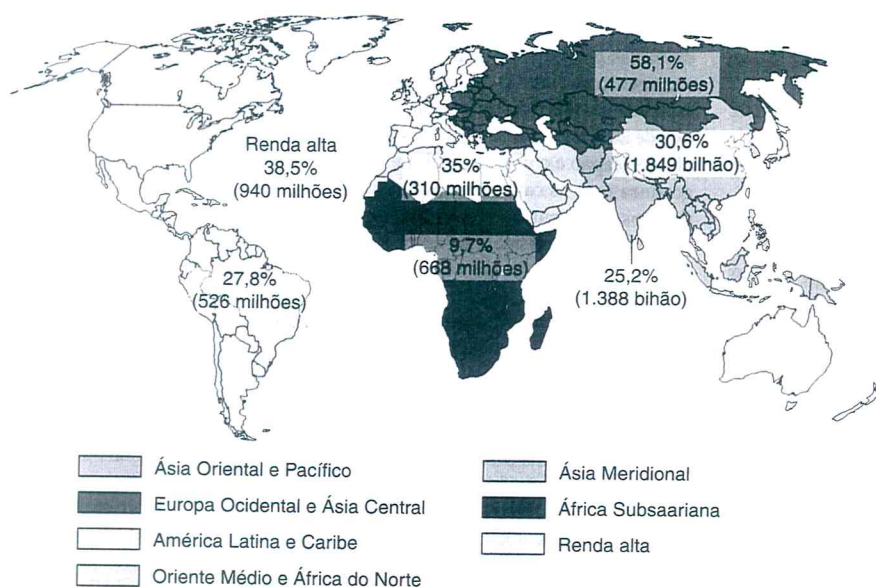 58,1%
(477 milhões)
30,6%
(1.849 bilhão)
Renda alta
38,5%
(940 milhões)
35%
(310 milhões)
9,7%
(668 milhões)
27,8%
(526 milhões)
25,2%
(1.388 bihão)
Ásia Oriental e Pacífico
Europa Ocidental e Ásia Central
América Latina e Caribe
Oriente Médio e África do Norte
Ásia Meridional
África Subsaariana
Renda alta